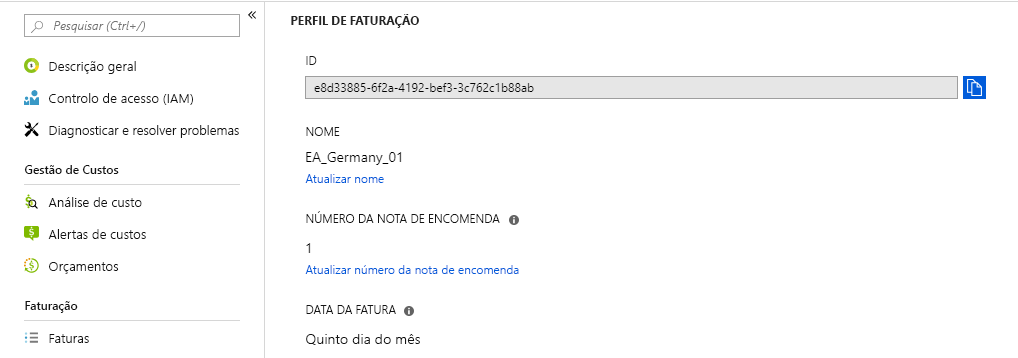 Pesquisar (Ctrl+/)
«
Descrição geral
Controlo de acesso (IAM)
Diagnosticar e resolver problemas
Gestão de Custos
Análise de custo
Alertas de custos
Orçamentos
Faturação
Faturas
PERFIL DE FATURAÇÃO
ID
e8d33885-6f2a-4192-bef3-3c762c1b88ab
NOME
EA_Germany_01
Atualizar nome
NÚMERO DA NOTA DE ENCOMENDA
1
Atualizar número da nota de encomenda
DATA DA FATURA
Quinto dia do mês